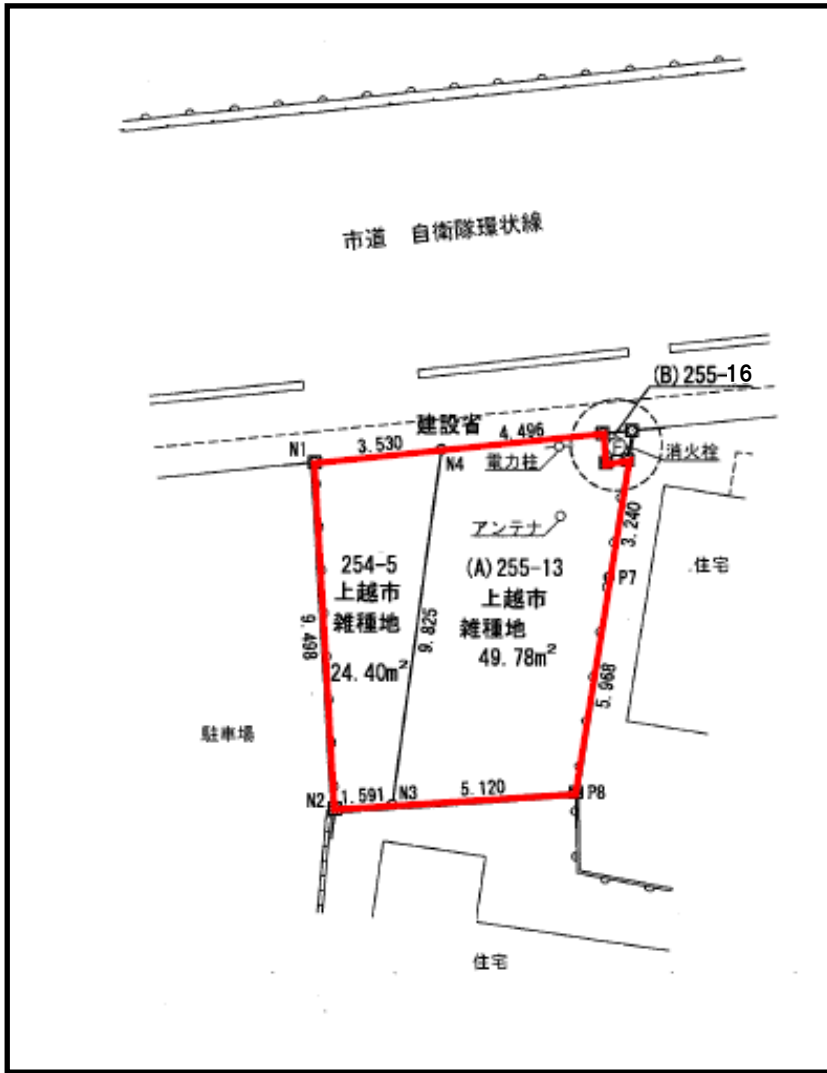 市道 自衛隊環状線
(B)255-16
建設省
4.496
3.530
N1
N4
電力柱
消火栓
アンテナ
3.240
住宅
P7
254-5
上越市
雑種地
24.40m²
(A)255-13
上越市
雑種地
49.78m²
9.498
9.825
5.968
駐車場
N2
1.591
N3
5.120
P8
住宅